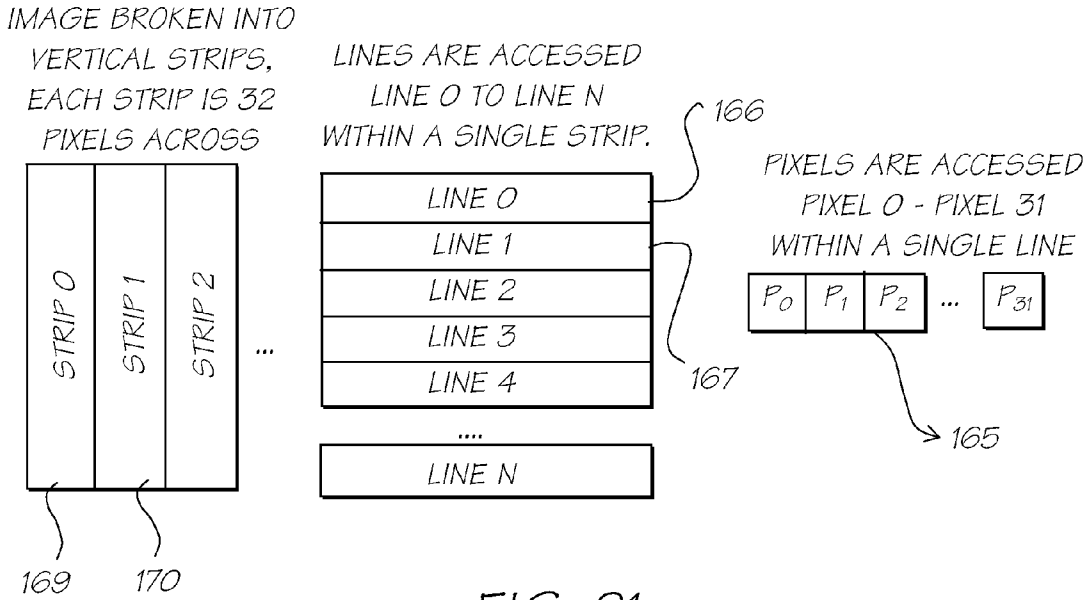 IMAGE BROKEN INTO
VERTICAL STRIPS,
EACH STRIP IS 32
PIXELS ACROSS
STRIP 0
STRIP 1
STRIP 2
...
169
170
LINES ARE ACCESSED
LINE 0 TO LINE N
WITHIN A SINGLE STRIP.
LINE 0
LINE 1
LINE 2
LINE 3
LINE 4
....
LINE N
166
167
PIXELS ARE ACCESSED
PIXEL 0 - PIXEL 31
WITHIN A SINGLE LINE
P0 P1 P2 ... P31
165